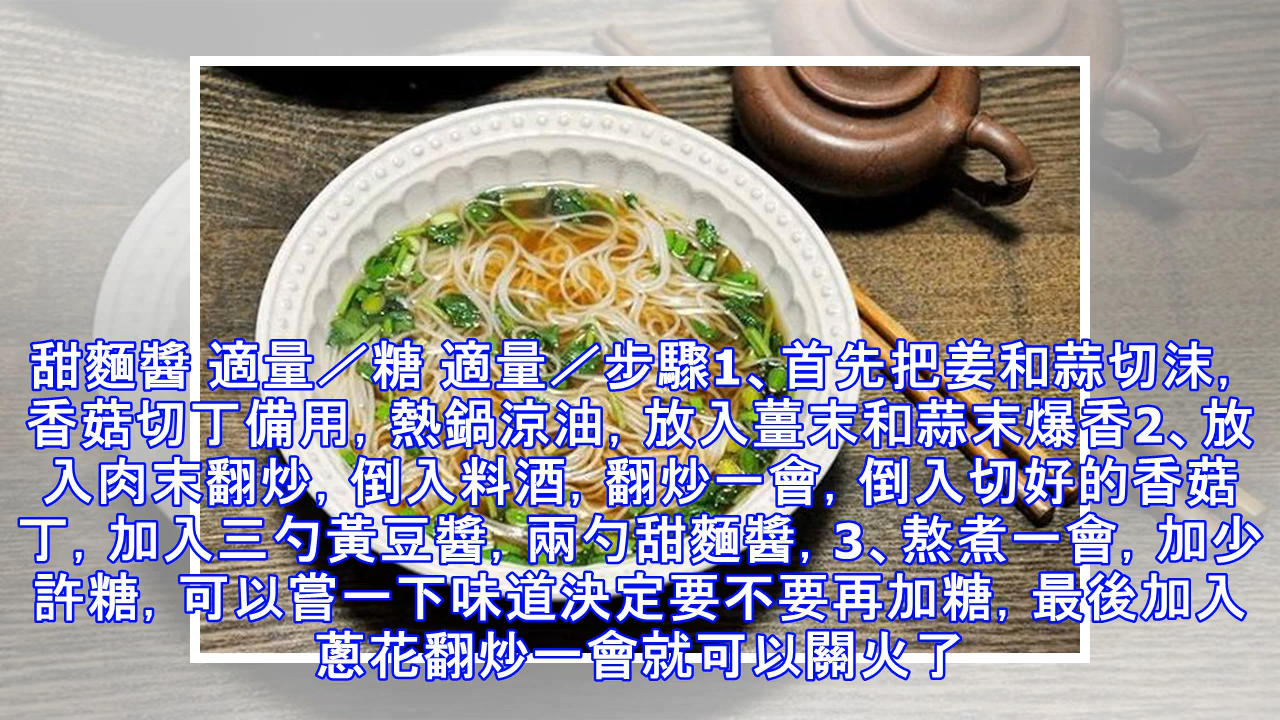 甜麵醬 適量／糖 適量／步驟1、首先把姜和蒜切沫,
香菇切丁備用, 熱鍋涼油, 放入薑末和蒜末爆香2、放
入肉末翻炒, 倒入料酒, 翻炒一會, 倒入切好的香菇
丁, 加入三勺黃豆醬, 兩勺甜麵醬, 3、熬煮一會, 加少
許糖, 可以嘗一下味道決定要不要再加糖, 最後加入
蔥花翻炒一會就可以關火了